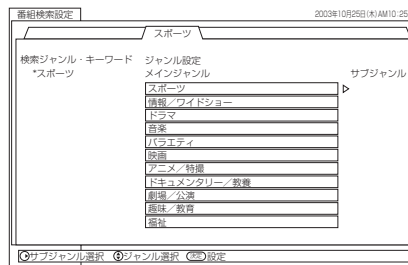 番組検索設定
2003年10月25日(木)AM10:25
スポーツ
検索ジャンル・キーワード
ジャンル設定
*スポーツ
メインジャンル
サブジャンル
スポーツ
情報／ワイドショー
ドラマ
音楽
バラエティ
映画
アニメ／特撮
ドキュメンタリー／教養
劇場／公演
趣味／教育
福祉
サブジャンル選択 ジャンル選択 決定 設定